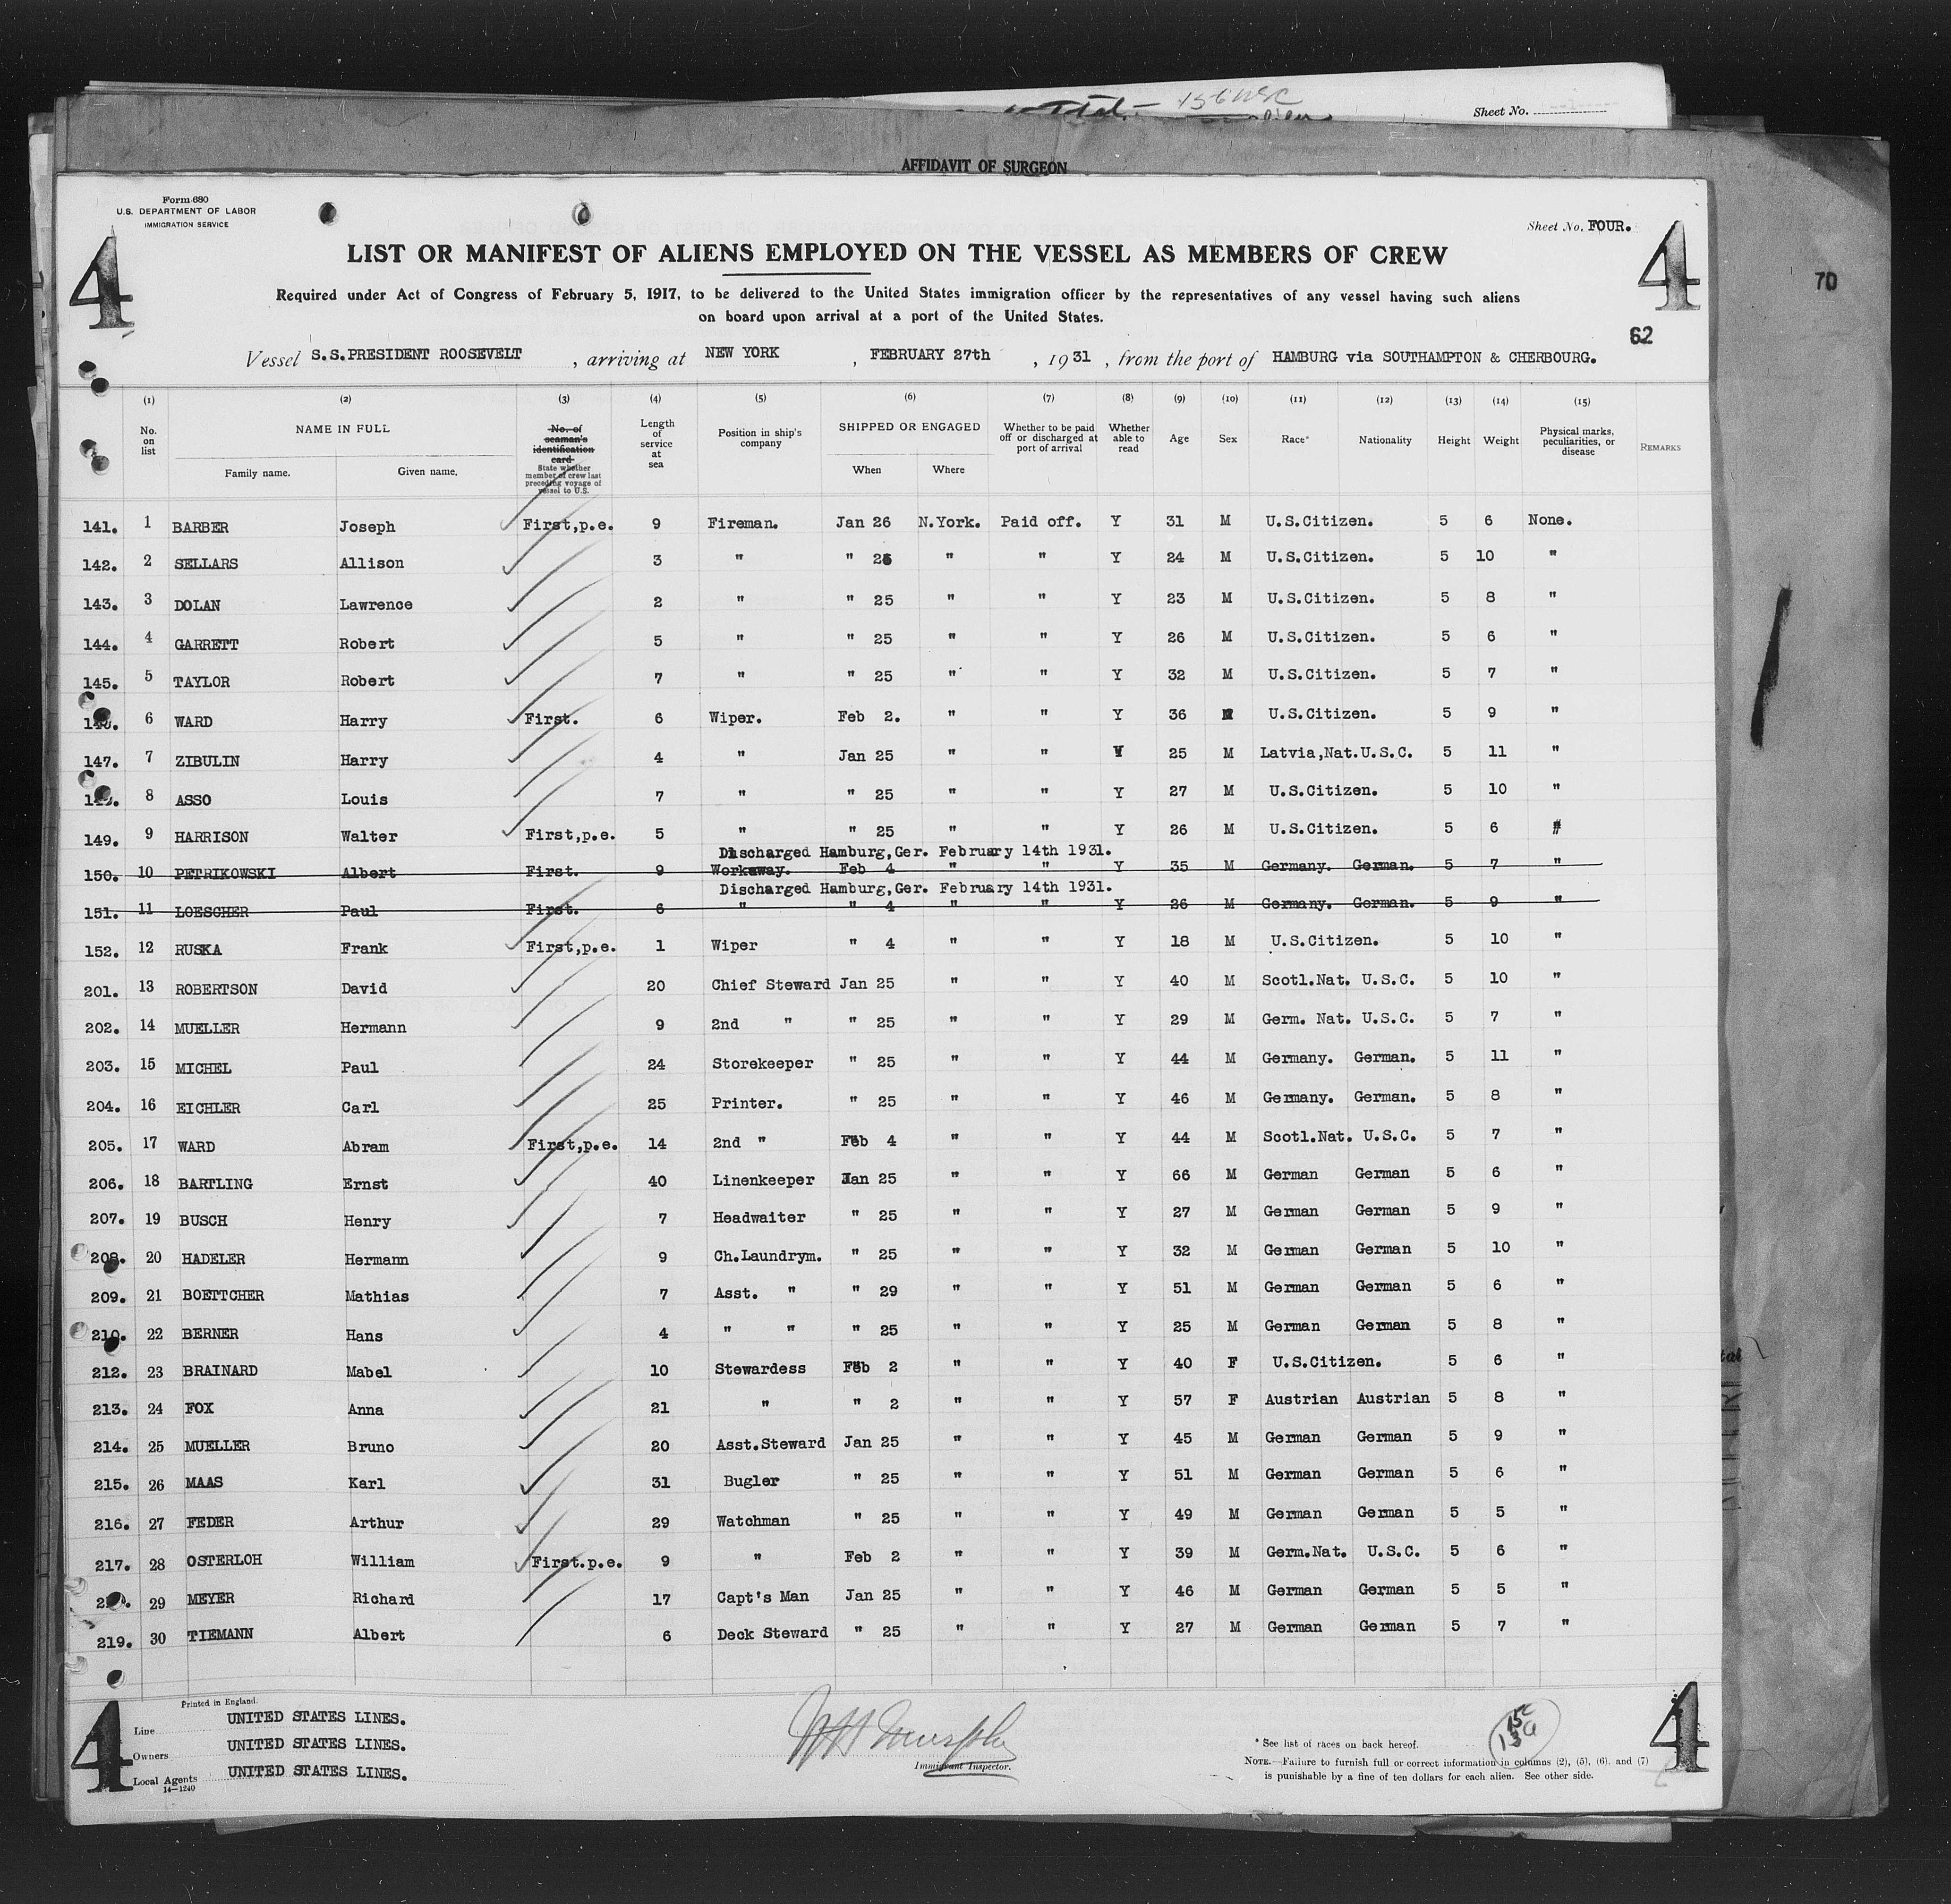 Total. — 156 USC
Sheet No.
AFFIDAVIT OF SURGEON
Form 680
U.S. DEPARTMENT OF LABOR
IMMIGRATION SERVICE
Sheet No. FOUR.
4 4
LIST OR MANIFEST OF ALIENS EMPLOYED ON THE VESSEL AS MEMBERS OF CREW
70
Required under Act of Congress of February 5, 1917, to be delivered to the United States immigration officer by the representatives of any vessel having such aliens
on board upon arrival at a port of the United States.
62
Vessel S.S.PRESIDENT ROOSEVELT , arriving at NEW YORK , FEBRUARY 27th , 1931 , from the port of HAMBURG via SOUTHAMPTON & CHERBOURG.
(1) (2) (3) (4) (5) (6) (7) (8) (9) (10) (11) (12) (13) (14) (15)
No. on list NAME IN FULL Family name. Given name. No. of seaman's identification card State whether member of crew last preceding voyage of vessel to U.S. Length of service at sea Position in ship's company SHIPPED OR ENGAGED When Where Whether to be paid off or discharged at port of arrival Whether able to read Age Sex Race* Nationality Height Weight Physical marks, peculiarities, or disease REMARKS
141. 1 BARBER Joseph First,p.e. 9 Fireman. Jan 26 N.York. Paid off. Y 31 M U.S.Citizen. 5 6 None.
142. 2 SELLARS Allison 3 " " 25 " " Y 24 M U.S.Citizen. 5 10 "
143. 3 DOLAN Lawrence 2 " " 25 " " Y 23 M U.S.Citizen. 5 8 "
144. 4 GARRETT Robert 5 " " 25 " " Y 26 M U.S.Citizen. 5 6 "
145. 5 TAYLOR Robert 7 " " 25 " " Y 32 M U.S.Citizen. 5 7 "
6 WARD Harry First. 6 Wiper. Feb 2. " " Y 36 M U.S.Citizen. 5 9 "
147. 7 ZIBULIN Harry 4 " Jan 25 " " Y 25 M Latvia,Nat.U.S.C. 5 11 "
8 ASSO Louis 7 " " 25 " " Y 27 M U.S.Citizen. 5 10 "
149. 9 HARRISON Walter First,p.e. 5 " " 25 " " Y 26 M U.S.Citizen. 5 6 "
Discharged Hamburg,Ger. February 14th 1931.
150. 10 PETRIKOWSKI Albert First. 9 Workaway. Feb 4 " " Y 35 M Germany. German. 5 7 "
Discharged Hamburg,Ger. February 14th 1931.
151. 11 LOESCHER Paul First. 6 " " 4 " " Y 26 M Germany. German. 5 9 "
152. 12 RUSKA Frank First,p.e. 1 Wiper " 4 " " Y 18 M U.S.Citizen. 5 10 "
201. 13 ROBERTSON David 20 Chief Steward Jan 25 " " Y 40 M Scotl.Nat. U.S.C. 5 10 "
202. 14 MUELLER Hermann 9 2nd " " 25 " " Y 29 M Germ. Nat. U.S.C. 5 7 "
203. 15 MICHEL Paul 24 Storekeeper " 25 " " Y 44 M Germany. German. 5 11 "
204. 16 EICHLER Carl 25 Printer. " 25 " " Y 46 M Germany. German. 5 8 "
205. 17 WARD Abram First,p.e. 14 2nd " Feb 4 " " Y 44 M Scotl.Nat. U.S.C. 5 7 "
206. 18 BARTLING Ernst 40 Linenkeeper Jan 25 " " Y 66 M German German 5 6 "
207. 19 BUSCH Henry 7 Headwaiter " 25 " " Y 27 M German German 5 9 "
208. 20 HADELER Hermann 9 Ch.Laundrym. " 25 " " Y 32 M German German 5 10 "
209. 21 BOETTCHER Mathias 7 Asst. " " 29 " " Y 51 M German German 5 6 "
210. 22 BERNER Hans 4 " " " 25 " " Y 25 M German German 5 8 "
212. 23 BRAINARD Mabel 10 Stewardess Feb 2 " " Y 40 F U.S.Citizen. 5 6 "
213. 24 FOX Anna 21 " " 2 " " Y 57 F Austrian Austrian 5 8 "
214. 25 MUELLER Bruno 20 Asst.Steward Jan 25 " " Y 45 M German German 5 9 "
215. 26 MAAS Karl 31 Bugler " 25 " " Y 51 M German German 5 6 "
216. 27 FEDER Arthur 29 Watchman " 25 " " Y 49 M German German 5 5 "
217. 28 OSTERLOH William First.p.e. 9 " Feb 2 " " Y 39 M Germ.Nat. U.S.C. 5 6 "
29 MEYER Richard 17 Capt's Man Jan 25 " " Y 46 M German German 5 5 "
219. 30 TIEMANN Albert 6 Deck Steward " 25 " " Y 27 M German German 5 7 "
4 4
Printed in England.
Line UNITED STATES LINES.
Owners UNITED STATES LINES.
Local Agents UNITED STATES LINES.
14—1240
Immigrant Inspector.
* See list of races on back hereof.
NOTE.—Failure to furnish full or correct information in columns (2), (5), (6), and (7)
is punishable by a fine of ten dollars for each alien. See other side.